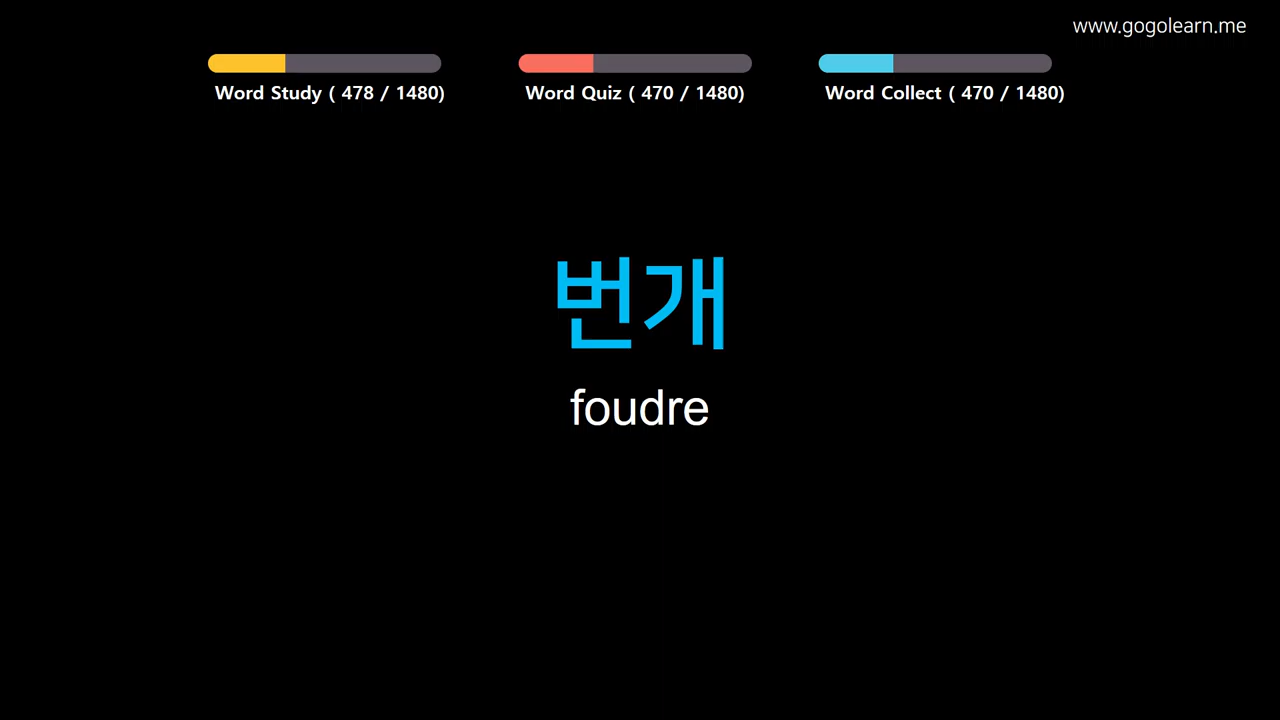 www.gogolearn.me
Word Study ( 478 / 1480)
Word Quiz ( 470 / 1480)
Word Collect ( 470 / 1480)
번개
foudre